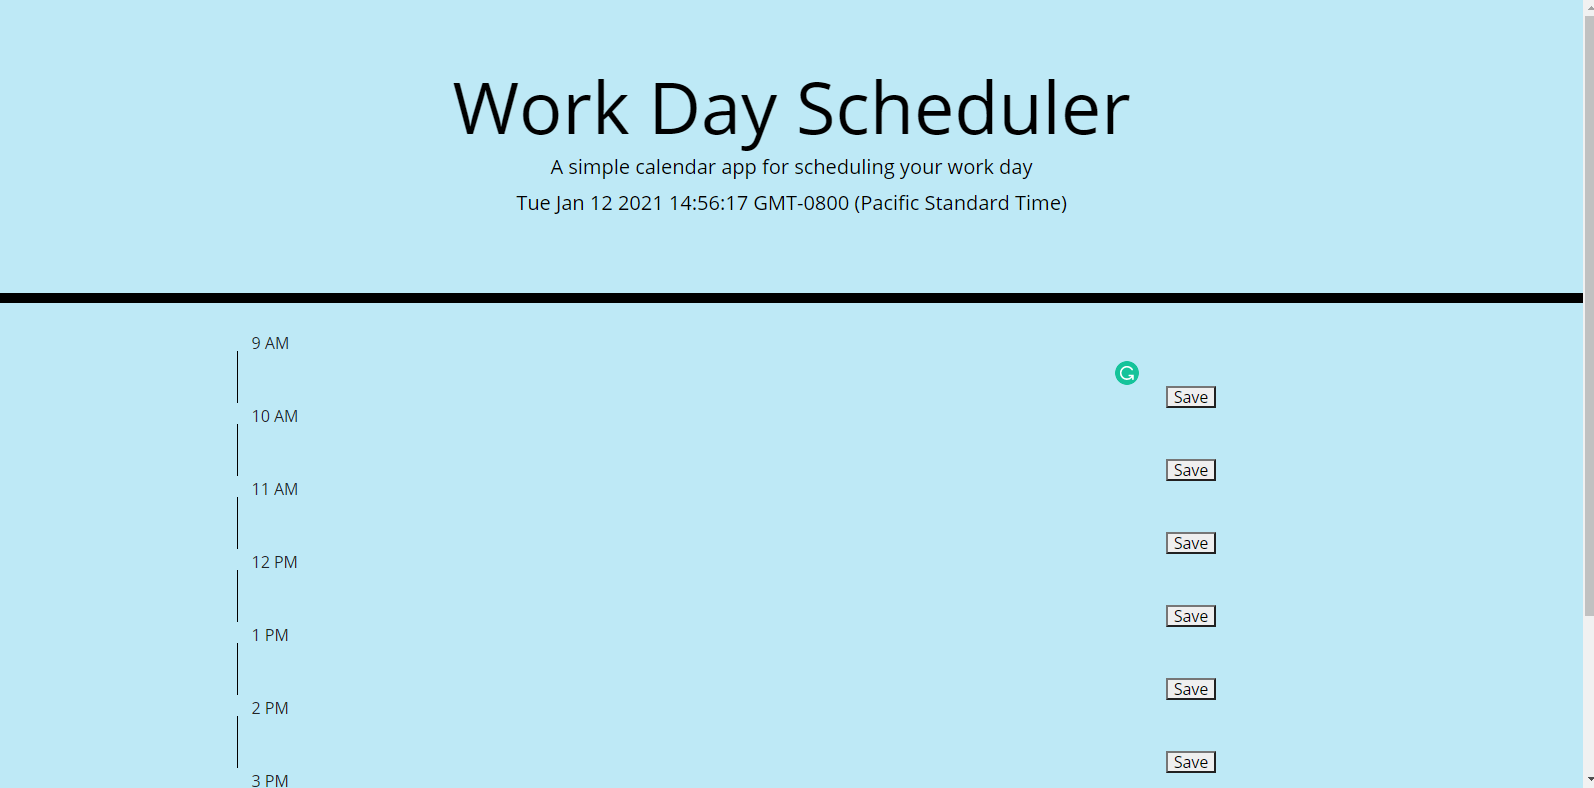 Work Day Scheduler
A simple calendar app for scheduling your work day
Tue Jan 12 2021 14:56:17 GMT-0800 (Pacific Standard Time)
9 AM
Save
10 AM
Save
11 AM
Save
12 PM
Save
1 PM
Save
2 PM
Save
3 PM